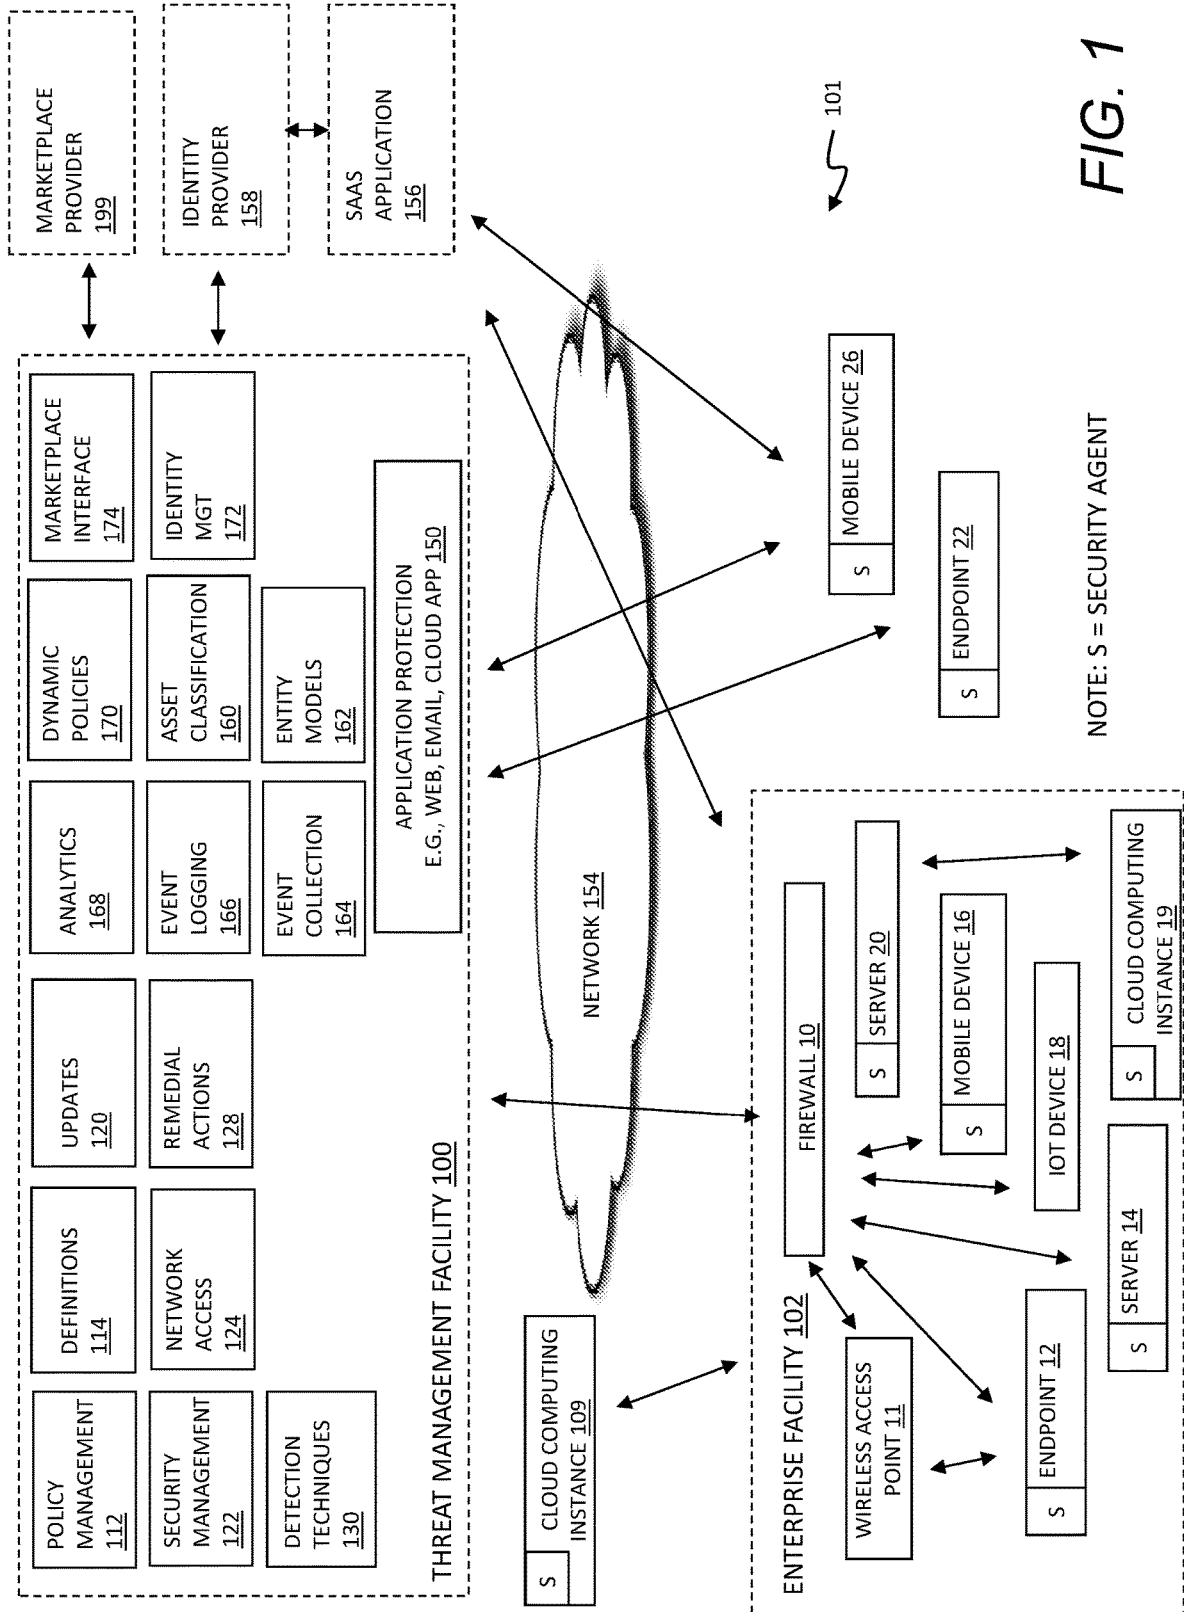 POLICY
MANAGEMENT
112
DEFINITIONS
114
UPDATES
120
ANALYTICS
168
DYNAMIC
POLICIES
170
MARKETPLACE
INTERFACE
174
MARKETPLACE
PROVIDER
199
SECURITY
MANAGEMENT
122
NETWORK
ACCESS
124
REMEDIAL
ACTIONS
128
EVENT
LOGGING
166
ASSET
CLASSIFICATION
160
IDENTITY
MGT
172
IDENTITY
PROVIDER
158
DETECTION
TECHNIQUES
130
EVENT
COLLECTION
164
ENTITY
MODELS
162
SAAS
APPLICATION
156
APPLICATION PROTECTION
E.G., WEB, EMAIL, CLOUD APP 150
THREAT MANAGEMENT FACILITY 100
S
CLOUD COMPUTING
INSTANCE 109
NETWORK 154
101
ENTERPRISE FACILITY 102
FIREWALL 10
WIRELESS ACCESS
POINT 11
S
SERVER 20
S
MOBILE DEVICE 16
S
ENDPOINT 12
IOT DEVICE 18
S
SERVER 14
S
CLOUD COMPUTING
INSTANCE 19
S
MOBILE DEVICE 26
S
ENDPOINT 22
NOTE: S = SECURITY AGENT
FIG. 1